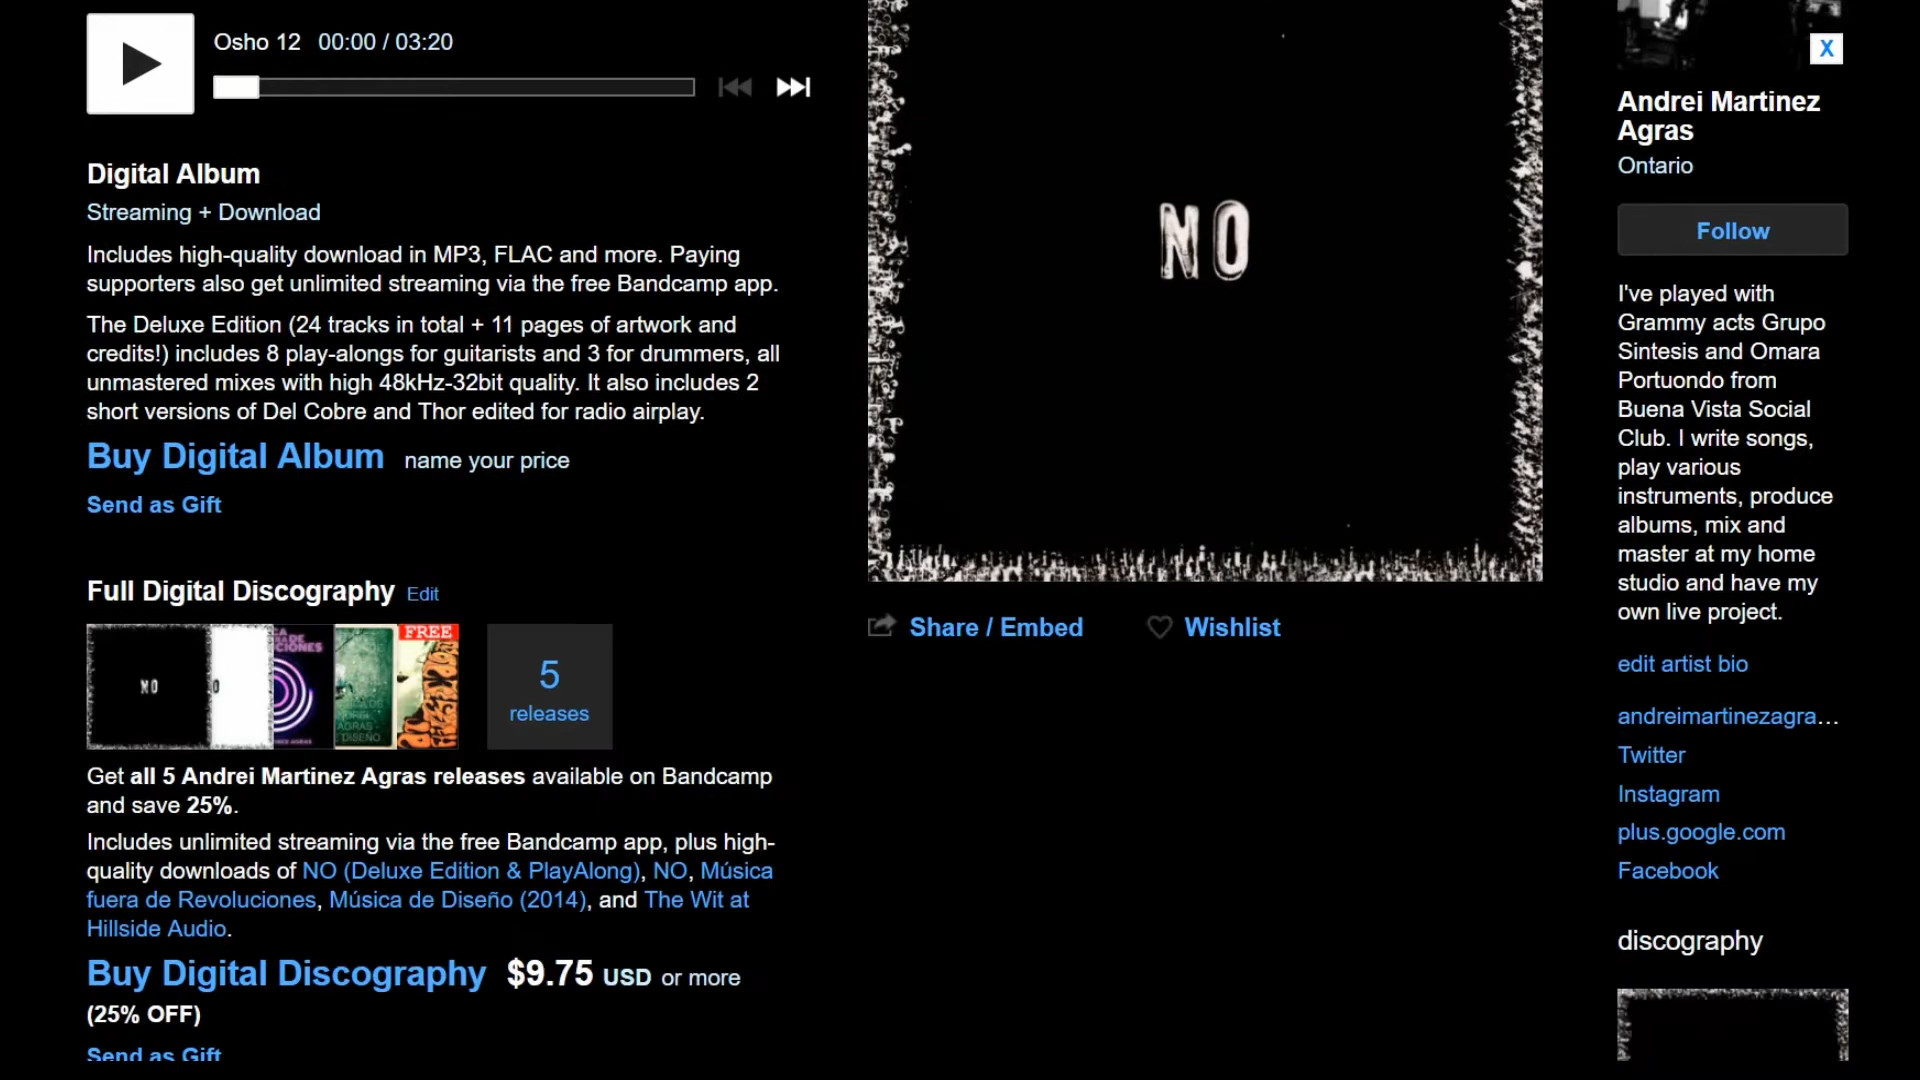 Osho 12 00:00 / 03:20
Digital Album
Streaming + Download
Includes high-quality download in MP3, FLAC and more. Paying
supporters also get unlimited streaming via the free Bandcamp app.
The Deluxe Edition (24 tracks in total + 11 pages of artwork and
credits!) includes 8 play-alongs for guitarists and 3 for drummers, all
unmastered mixes with high 48kHz-32bit quality. It also includes 2
short versions of Del Cobre and Thor edited for radio airplay.
Buy Digital Album name your price
Send as Gift
Full Digital Discography Edit
NO
FREE
5
releases
Get all 5 Andrei Martinez Agras releases available on Bandcamp
and save 25%.
Includes unlimited streaming via the free Bandcamp app, plus high-
quality downloads of NO (Deluxe Edition & PlayAlong), NO, Música
fuera de Revoluciones, Música de Diseño (2014), and The Wit at
Hillside Audio.
Buy Digital Discography $9.75 USD or more
(25% OFF)
Send as Gift
NO
Share / Embed Wishlist
X
Andrei Martinez
Agras
Ontario
Follow
I've played with
Grammy acts Grupo
Sintesis and Omara
Portuondo from
Buena Vista Social
Club. I write songs,
play various
instruments, produce
albums, mix and
master at my home
studio and have my
own live project.
edit artist bio
andreimartinezagra...
Twitter
Instagram
plus.google.com
Facebook
discography